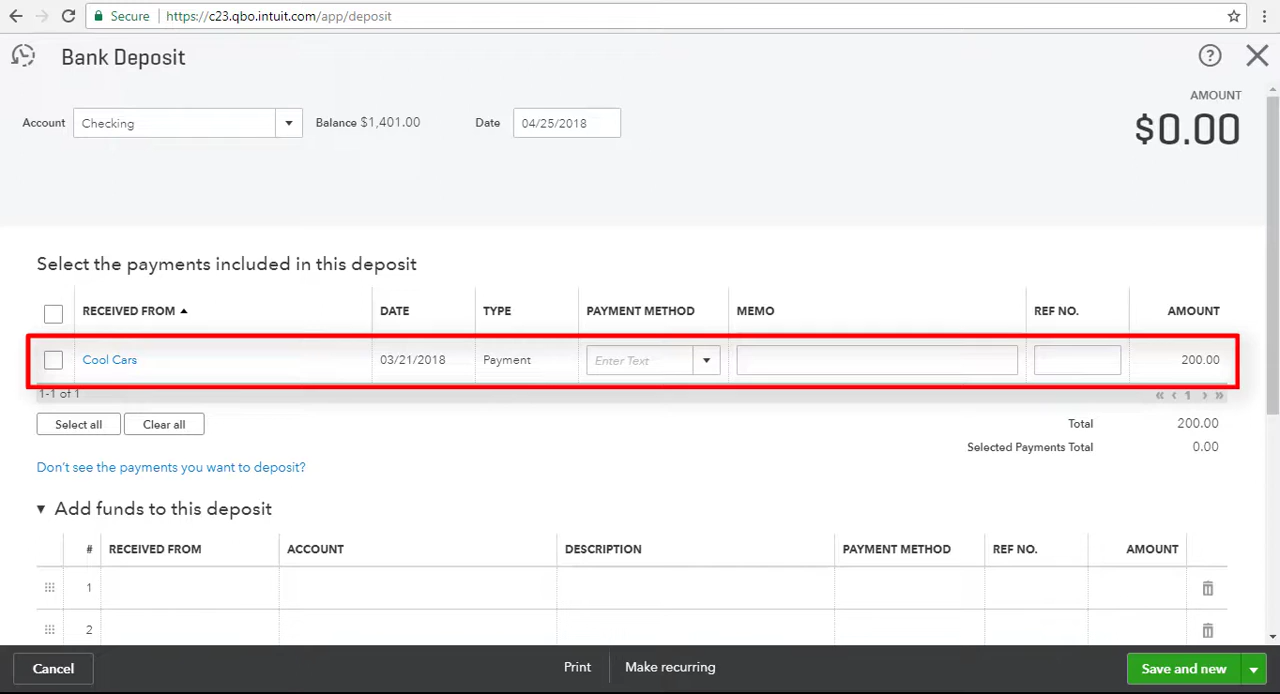 Secure https://c23.qbo.intuit.com/app/deposit
Bank Deposit
AMOUNT
$0.00
Account Checking Balance $1,401.00 Date 04/25/2018
Select the payments included in this deposit
RECEIVED FROM DATE TYPE PAYMENT METHOD MEMO REF NO. AMOUNT
Cool Cars 03/21/2018 Payment Enter Text 200.00
1-1 of 1 « ‹ 1 › »
Select all Clear all Total 200.00
Selected Payments Total 0.00
Don't see the payments you want to deposit?
Add funds to this deposit
# RECEIVED FROM ACCOUNT DESCRIPTION PAYMENT METHOD REF NO. AMOUNT
1
2
Cancel Print Make recurring Save and new